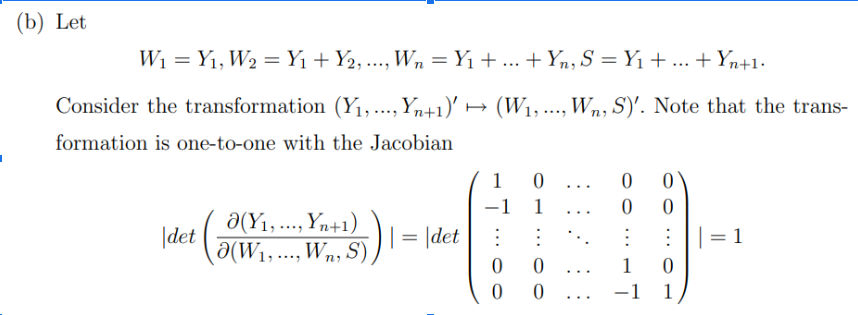 (b) Let
W₁ = Y₁, W₂ = Y₁ + Y₂, ..., Wₙ = Y₁ + ... + Yₙ, S = Y₁ + ... + Yₙ₊₁.
Consider the transformation (Y₁, ..., Yₙ₊₁)′ ↦ (W₁, ..., Wₙ, S)′. Note that the trans-
formation is one-to-one with the Jacobian
|det ( ∂(Y₁, ..., Yₙ₊₁) / ∂(W₁, ..., Wₙ, S) )| = |det
( 1 0 … 0 0
−1 1 … 0 0
⋮ ⋮ ⋱ ⋮ ⋮
0 0 … 1 0
0 0 … −1 1 ) | = 1